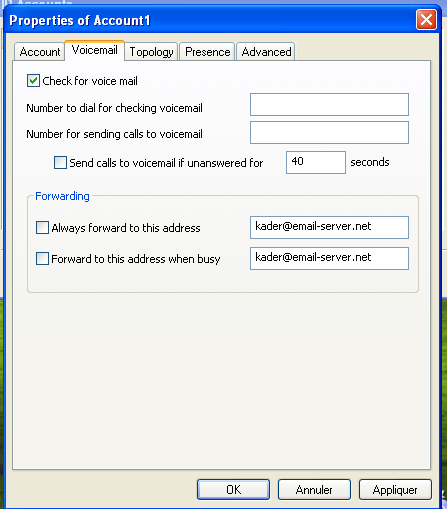 Properties of Account1
Account Voicemail Topology Presence Advanced
Check for voice mail
Number to dial for checking voicemail
Number for sending calls to voicemail
Send calls to voicemail if unanswered for 40 seconds
Forwarding
Always forward to this address kader@email-server.net
Forward to this address when busy kader@email-server.net
OK Annuler Appliquer